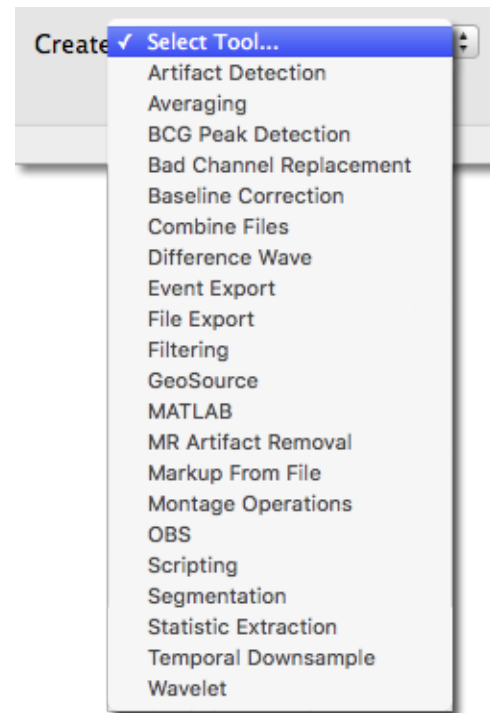 Create ✓ Select Tool...
Artifact Detection
Averaging
BCG Peak Detection
Bad Channel Replacement
Baseline Correction
Combine Files
Difference Wave
Event Export
File Export
Filtering
GeoSource
MATLAB
MR Artifact Removal
Markup From File
Montage Operations
OBS
Scripting
Segmentation
Statistic Extraction
Temporal Downsample
Wavelet